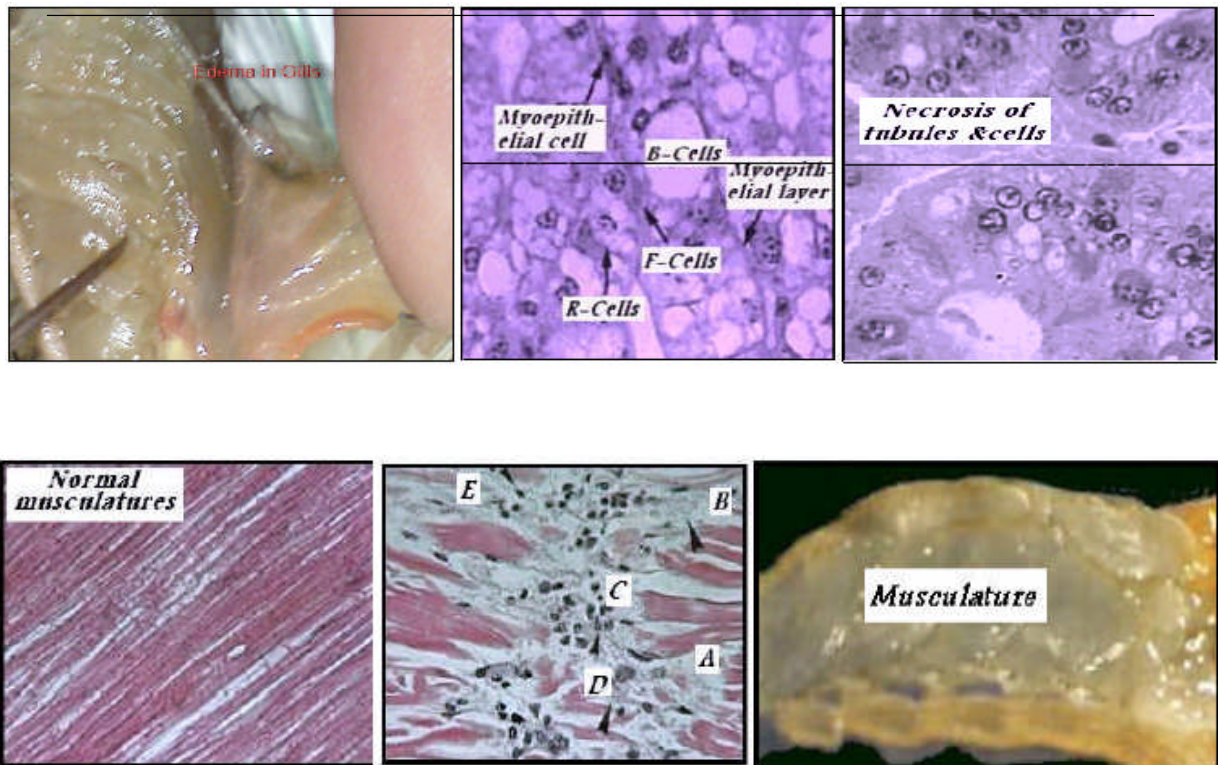 Edema in Gills
Myoepith-
elial cell
B-Cells
Myoepith-
elial layer
F-Cells
R-Cells
Necrosis of
tubules &cells
Normal
musculatures
E
B
C
A
D
Musculature